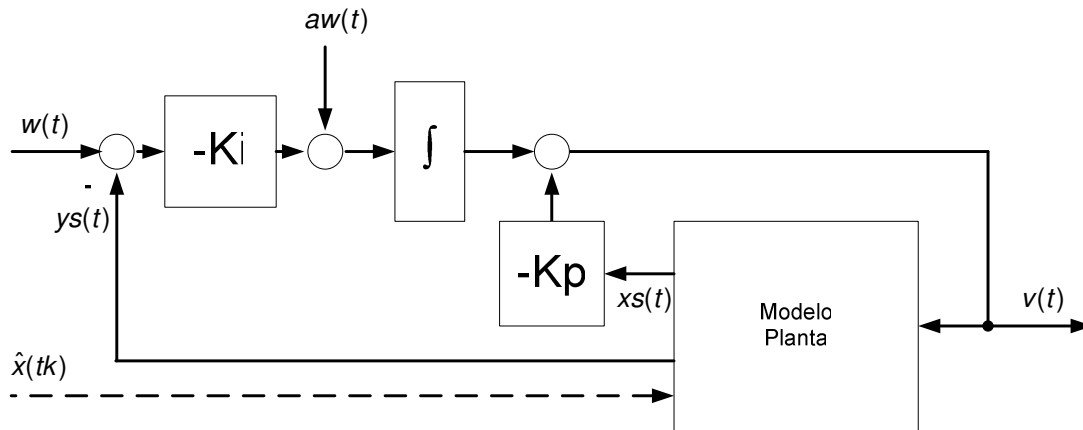 aw(t)
w(t)
-Ki
∫
-
ys(t)
-Kp
xs(t)
Modelo
Planta
v(t)
x̂(tk)